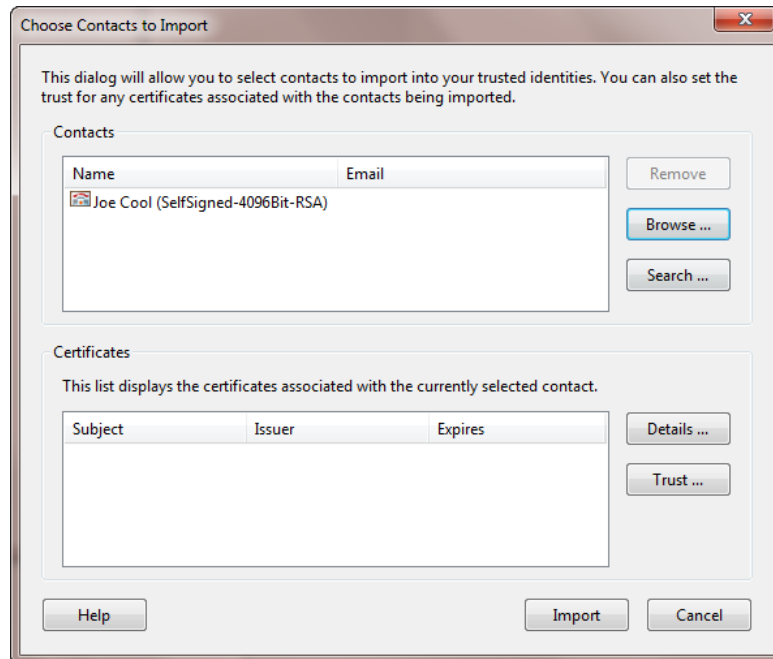 Choose Contacts to Import
This dialog will allow you to select contacts to import into your trusted identities. You can also set the
trust for any certificates associated with the contacts being imported.
Contacts
Name Email
Joe Cool (SelfSigned-4096Bit-RSA)
Remove
Browse ...
Search ...
Certificates
This list displays the certificates associated with the currently selected contact.
Subject Issuer Expires
Details ...
Trust ...
Help Import Cancel